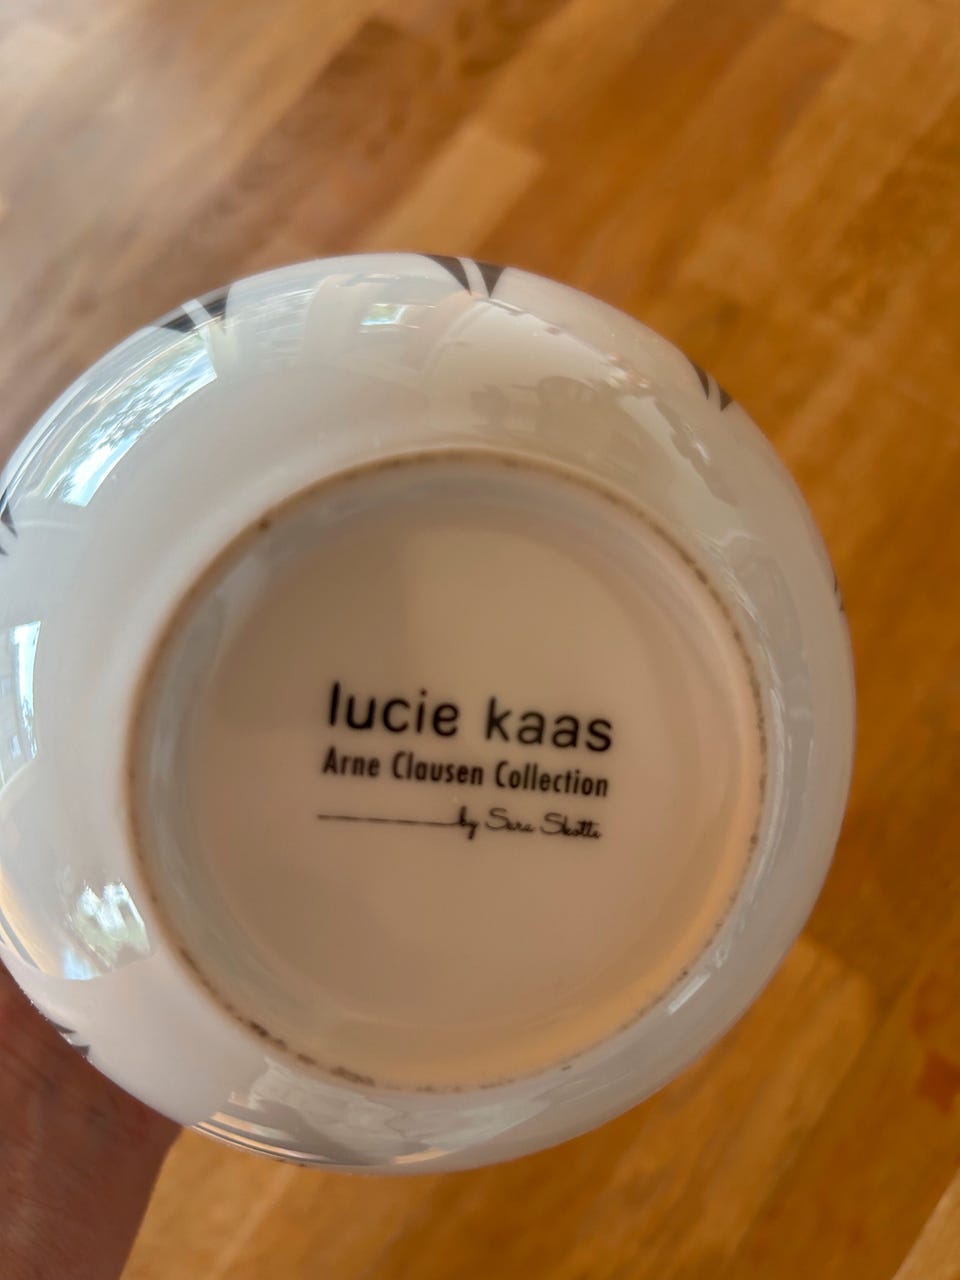 lucie kaas
Arne Clausen Collection
by Sara Skotte